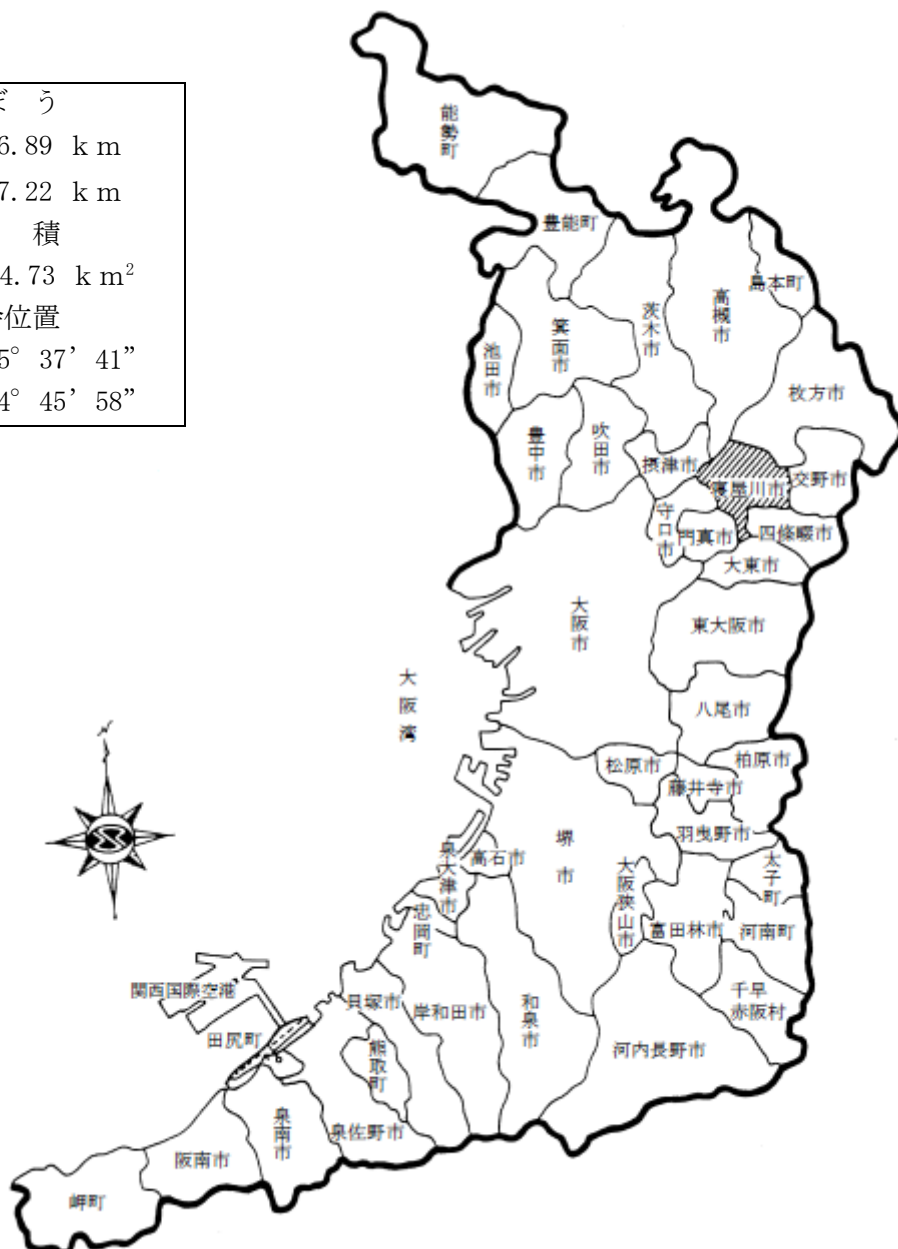 ぼう
6.89 km
7.22 km
積
4.73 km²
位置
5° 37’ 41”
4° 45’ 58”
能勢町
豊能町
島本町
高槻市
茨木市
箕面市
池田市
枚方市
豊中市
吹田市
摂津市
寝屋川市
交野市
守口市
門真市
四條畷市
大東市
大阪市
東大阪市
大阪湾
八尾市
松原市
柏原市
藤井寺市
羽曳野市
堺市
高石市
泉大津市
太子町
大阪狭山市
忠岡町
富田林市
河南町
関西国際空港
貝塚市
岸和田市
和泉市
千早
赤阪村
田尻町
熊取町
河内長野市
泉南市
泉佐野市
阪南市
岬町